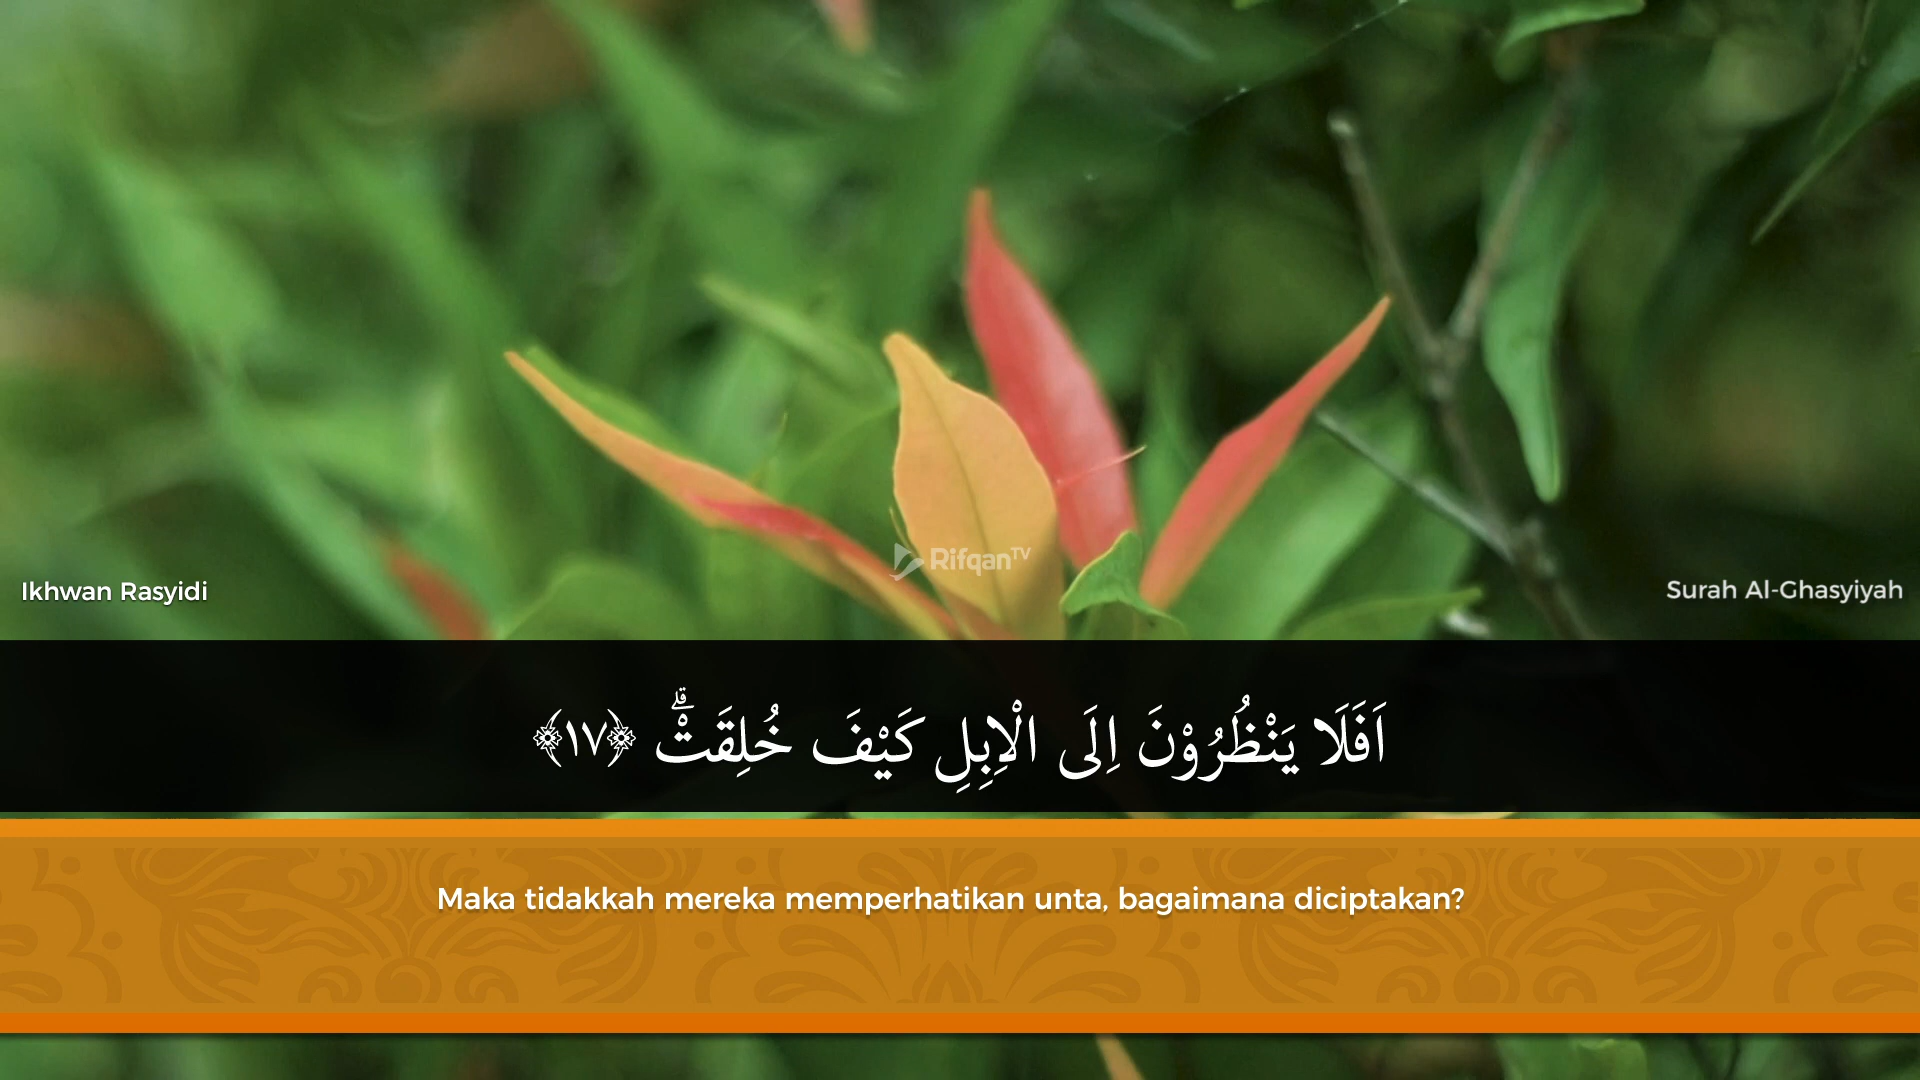 Rifqan TV
Ikhwan Rasyidi
Surah Al-Ghasyiyah
اَفَلَا يَنْظُرُوْنَ اِلَى الْاِبِلِ كَيْفَ خُلِقَتْۗ ﴿١٧﴾
Maka tidakkah mereka memperhatikan unta, bagaimana diciptakan?